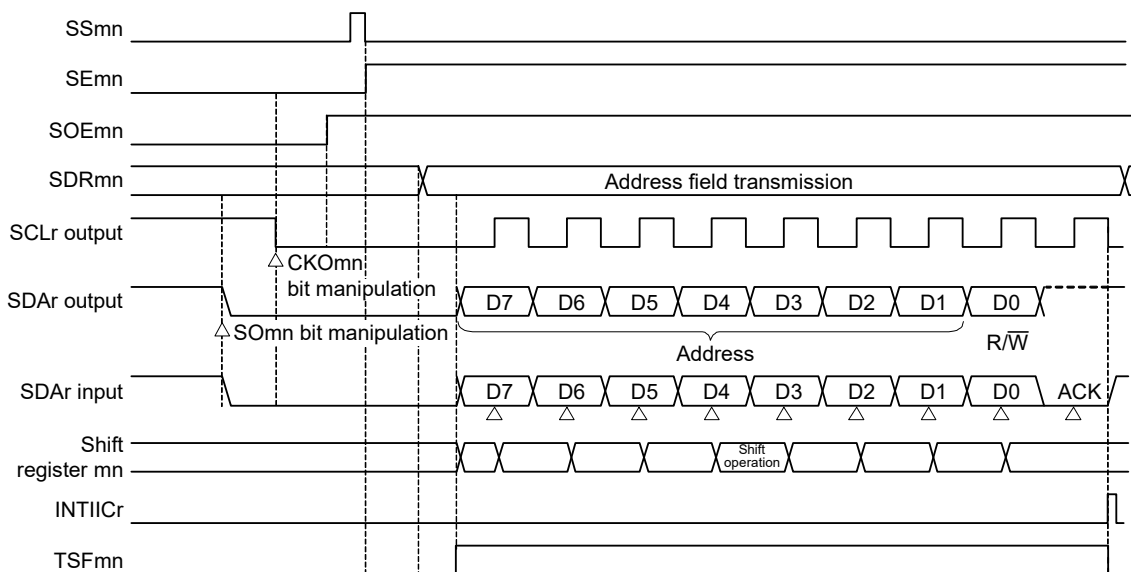 SSmn
SEmn
SOEmn
SDRmn
Address field transmission
SCLr output
CKOmn
bit manipulation
SDAr output
D7 D6 D5 D4 D3 D2 D1 D0
SOmn bit manipulation
Address
R/W̅
SDAr input
D7 D6 D5 D4 D3 D2 D1 D0 ACK
Shift
register mn
Shift
operation
INTIICr
TSFmn